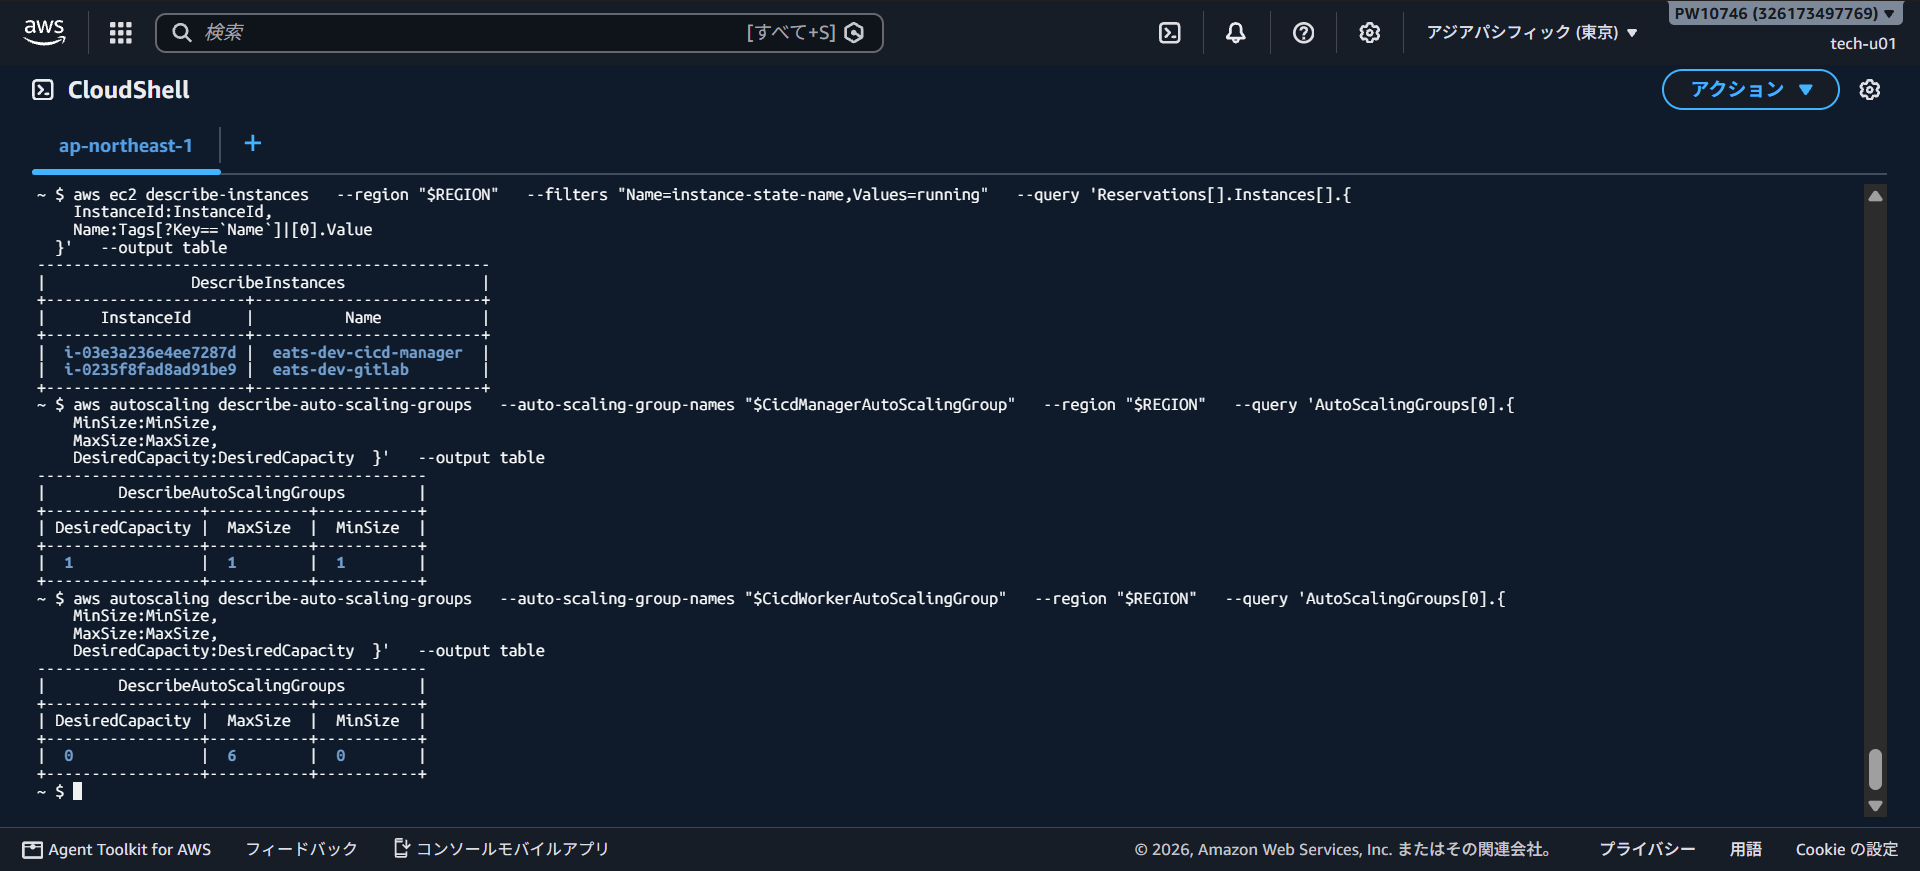 aws
検索
[すべて+S]
アジアパシフィック (東京) ▼
PW10746 (326173497769) ▼
tech-u01
CloudShell
アクション ▼
ap-northeast-1
+
~ $ aws ec2 describe-instances   --region "$REGION"   --filters "Name=instance-state-name,Values=running"   --query 'Reservations[].Instances[].{
    InstanceId:InstanceId,
    Name:Tags[?Key==`Name`]|[0].Value
  }'   --output table
--------------------------------------------------
|                DescribeInstances               |
+----------------------+-------------------------+
|      InstanceId      |          Name           |
+----------------------+-------------------------+
|  i-03e3a236e4ee7287d |  eats-dev-cicd-manager  |
|  i-0235f8fad8ad91be9 |  eats-dev-gitlab        |
+----------------------+-------------------------+
~ $ aws autoscaling describe-auto-scaling-groups   --auto-scaling-group-names "$CicdManagerAutoScalingGroup"   --region "$REGION"   --query 'AutoScalingGroups[0].{
    MinSize:MinSize,
    MaxSize:MaxSize,
    DesiredCapacity:DesiredCapacity  }'   --output table
-------------------------------------------
|        DescribeAutoScalingGroups        |
+-----------------+-----------+-----------+
| DesiredCapacity |  MaxSize  |  MinSize  |
+-----------------+-----------+-----------+
|  1              |  1        |  1        |
+-----------------+-----------+-----------+
~ $ aws autoscaling describe-auto-scaling-groups   --auto-scaling-group-names "$CicdWorkerAutoScalingGroup"   --region "$REGION"   --query 'AutoScalingGroups[0].{
    MinSize:MinSize,
    MaxSize:MaxSize,
    DesiredCapacity:DesiredCapacity  }'   --output table
-------------------------------------------
|        DescribeAutoScalingGroups        |
+-----------------+-----------+-----------+
| DesiredCapacity |  MaxSize  |  MinSize  |
+-----------------+-----------+-----------+
|  0              |  6        |  0        |
+-----------------+-----------+-----------+
~ $
Agent Toolkit for AWS
フィードバック
コンソールモバイルアプリ
© 2026, Amazon Web Services, Inc. またはその関連会社。
プライバシー
用語
Cookie の設定